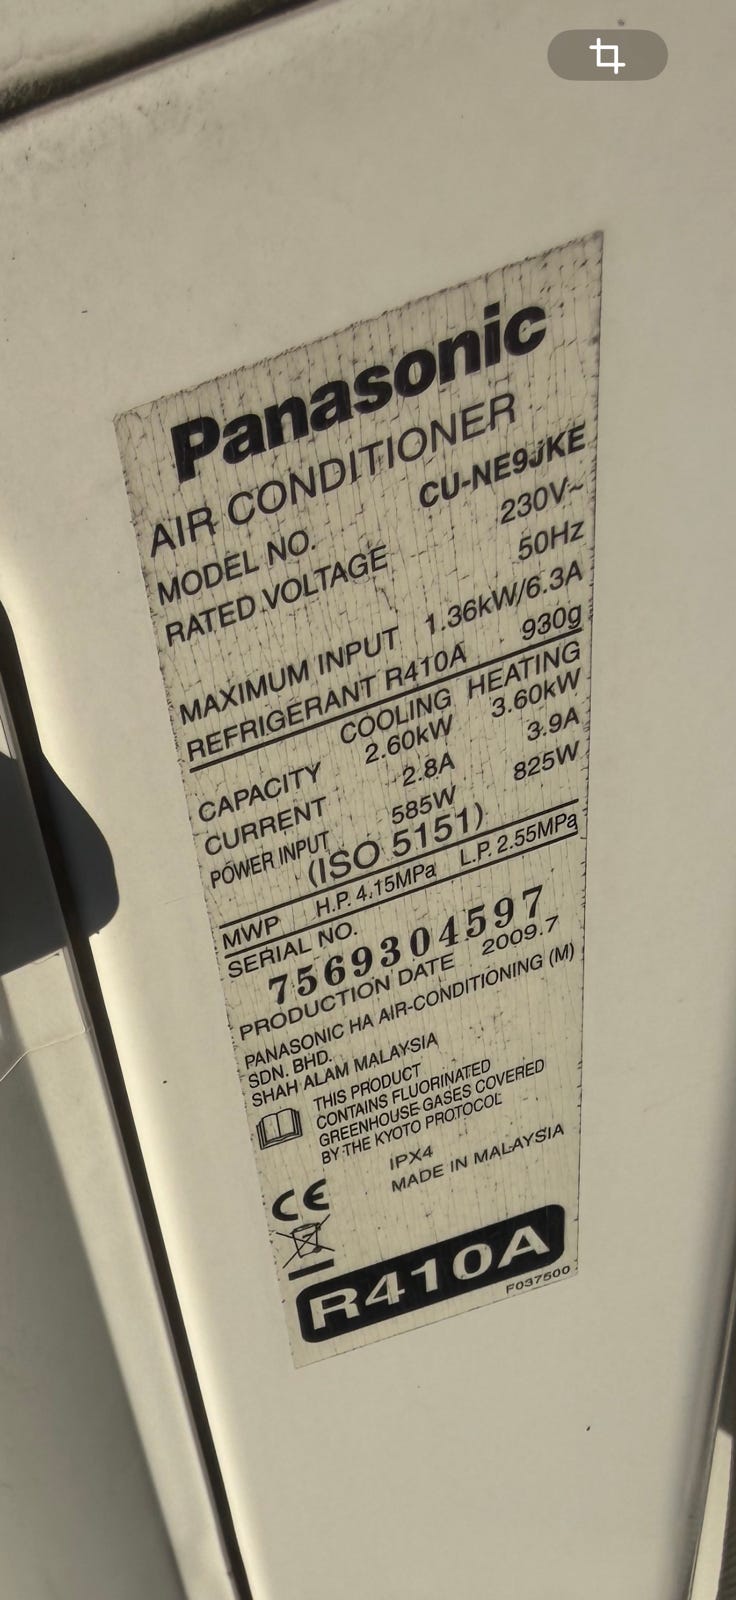 Panasonic
AIR CONDITIONER
MODEL NO. CU-NE9JKE
RATED VOLTAGE 230V~
50Hz
MAXIMUM INPUT 1.36kW/6.3A
REFRIGERANT R410A 930g
COOLING HEATING
CAPACITY 2.60kW 3.60kW
CURRENT 2.8A 3.9A
POWER INPUT 585W 825W
(ISO 5151)
MWP H.P. 4.15MPa L.P. 2.55MPa
SERIAL NO.
7569304597
PRODUCTION DATE 2009.7
PANASONIC HA AIR-CONDITIONING (M)
SDN. BHD.
SHAH ALAM MALAYSIA
THIS PRODUCT
CONTAINS FLUORINATED
GREENHOUSE GASES COVERED
BY THE KYOTO PROTOCOL
IPX4
MADE IN MALAYSIA
CE
R410A
F037500